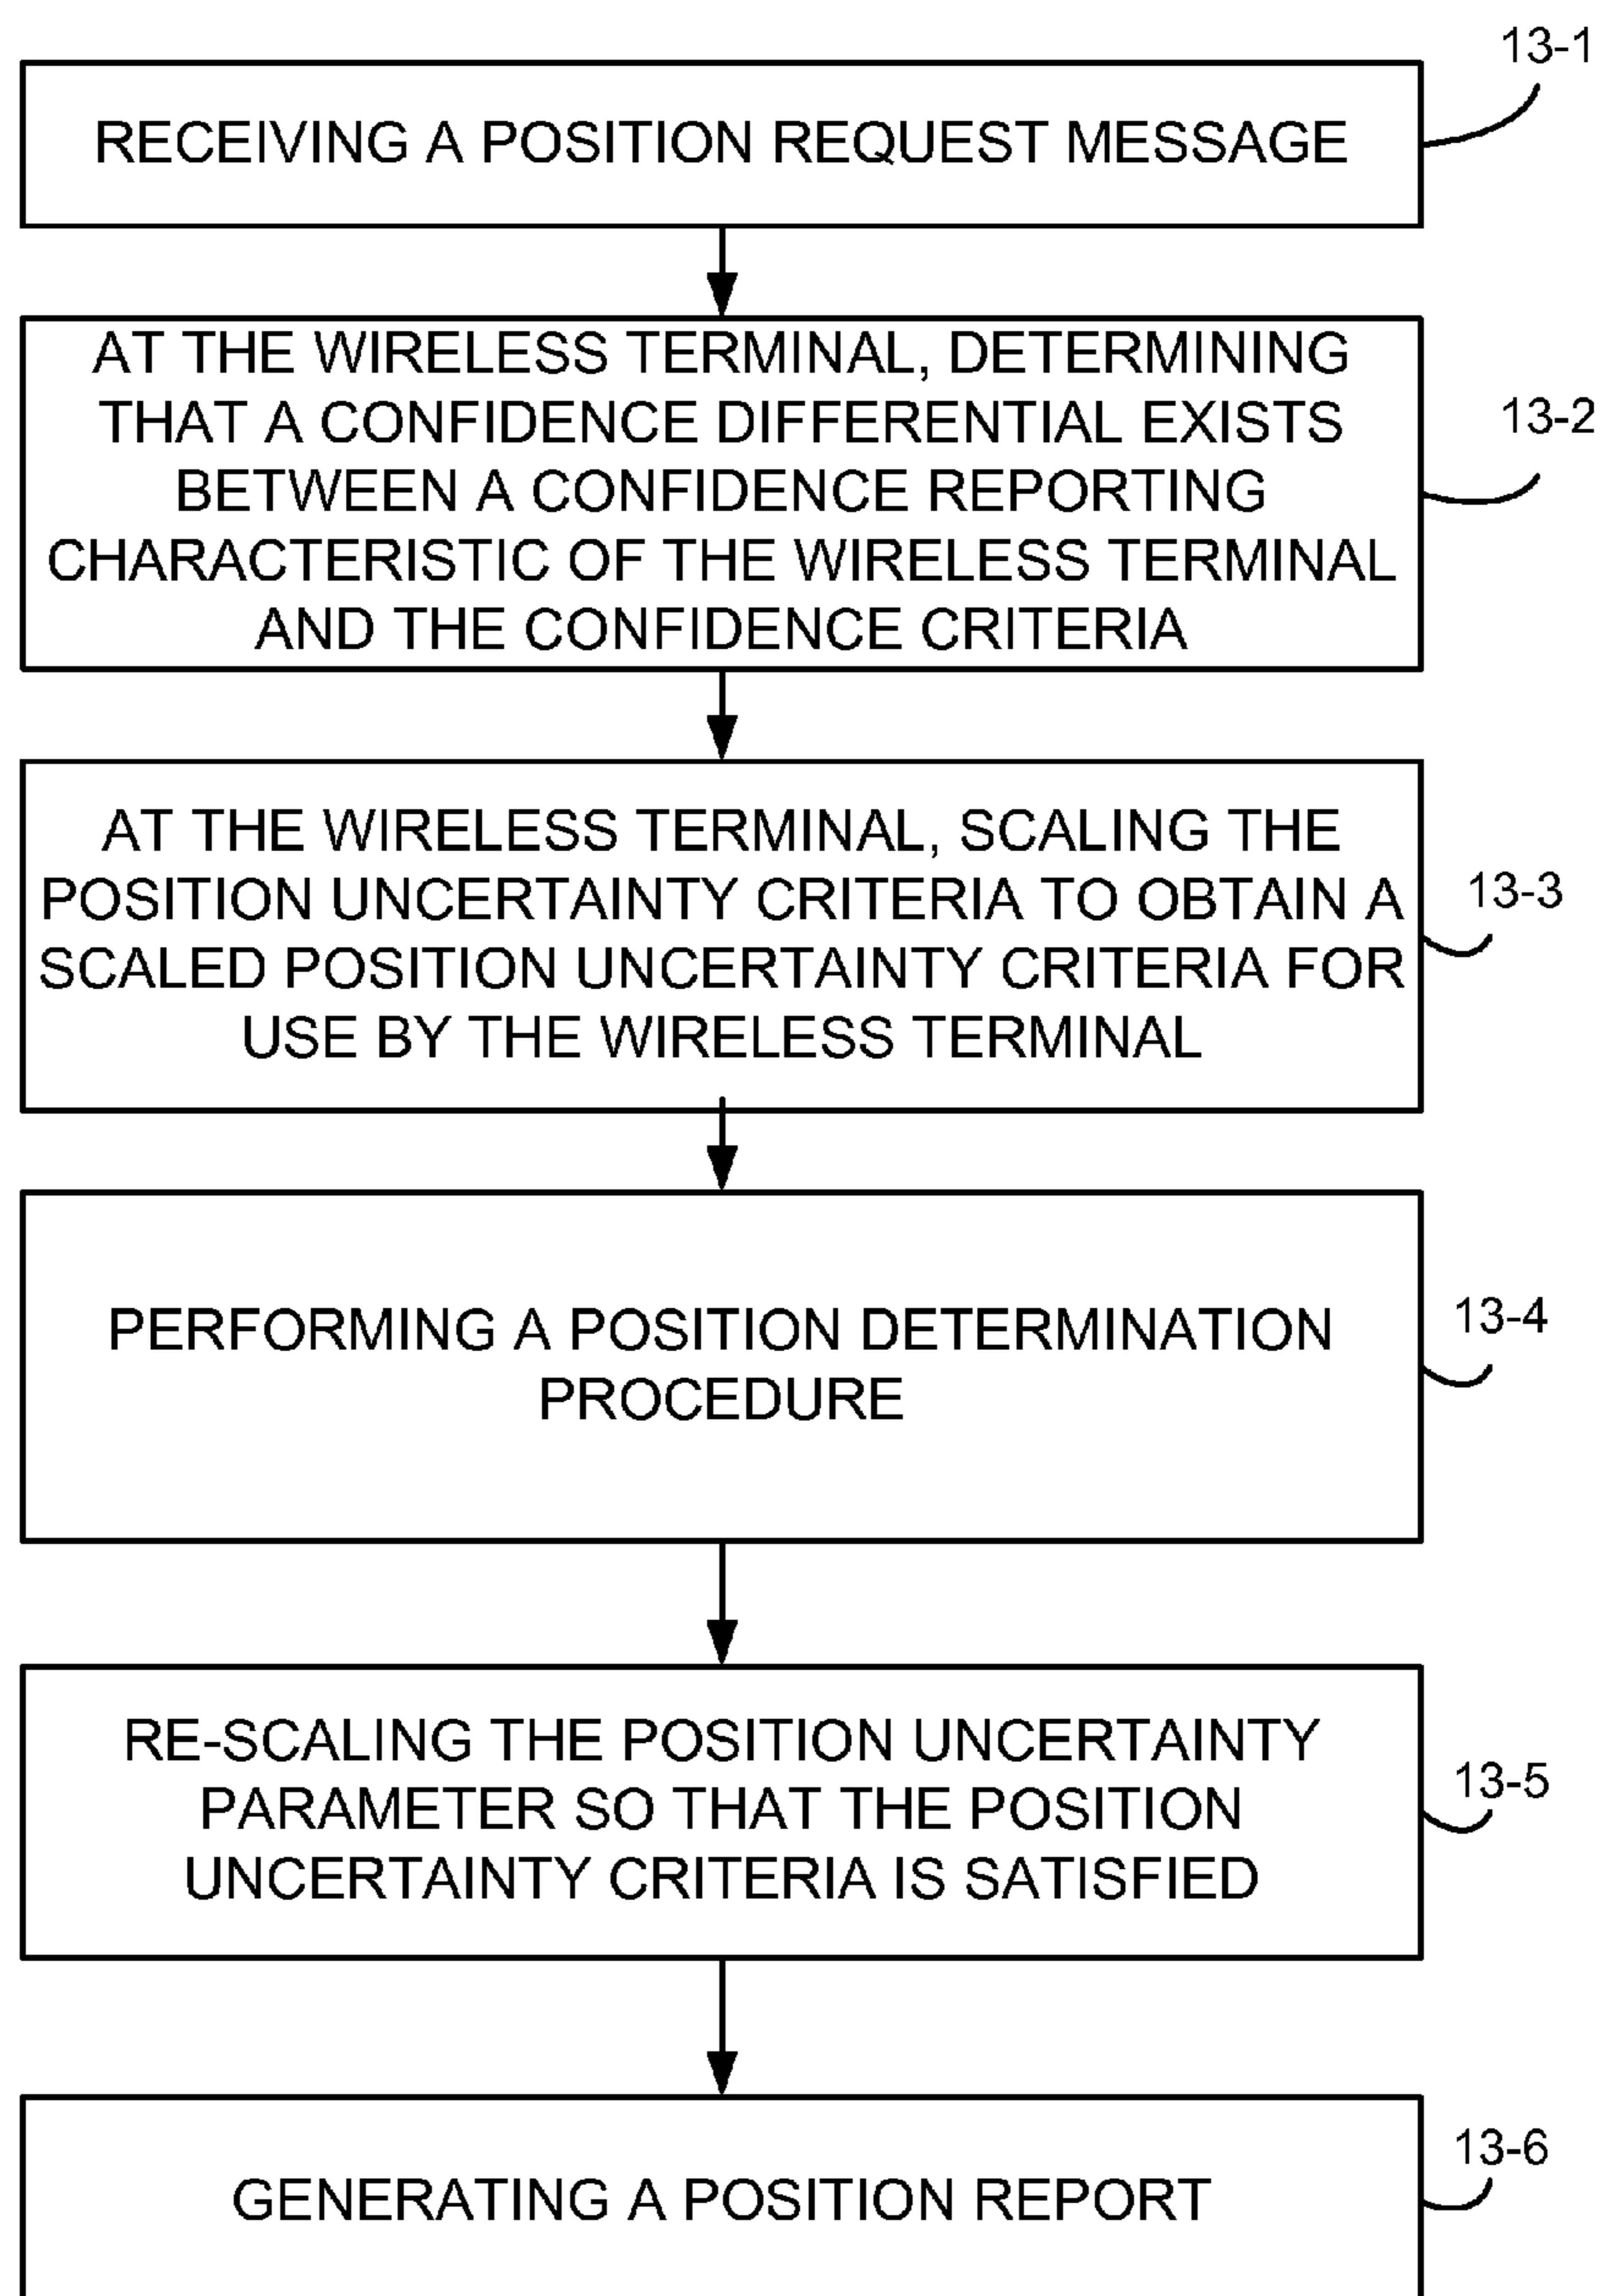 13-1
RECEIVING A POSITION REQUEST MESSAGE
AT THE WIRELESS TERMINAL, DETERMINING
THAT A CONFIDENCE DIFFERENTIAL EXISTS
BETWEEN A CONFIDENCE REPORTING
CHARACTERISTIC OF THE WIRELESS TERMINAL
AND THE CONFIDENCE CRITERIA
13-2
AT THE WIRELESS TERMINAL, SCALING THE
POSITION UNCERTAINTY CRITERIA TO OBTAIN A
SCALED POSITION UNCERTAINTY CRITERIA FOR
USE BY THE WIRELESS TERMINAL
13-3
PERFORMING A POSITION DETERMINATION
PROCEDURE
13-4
RE-SCALING THE POSITION UNCERTAINTY
PARAMETER SO THAT THE POSITION
UNCERTAINTY CRITERIA IS SATISFIED
13-5
GENERATING A POSITION REPORT
13-6